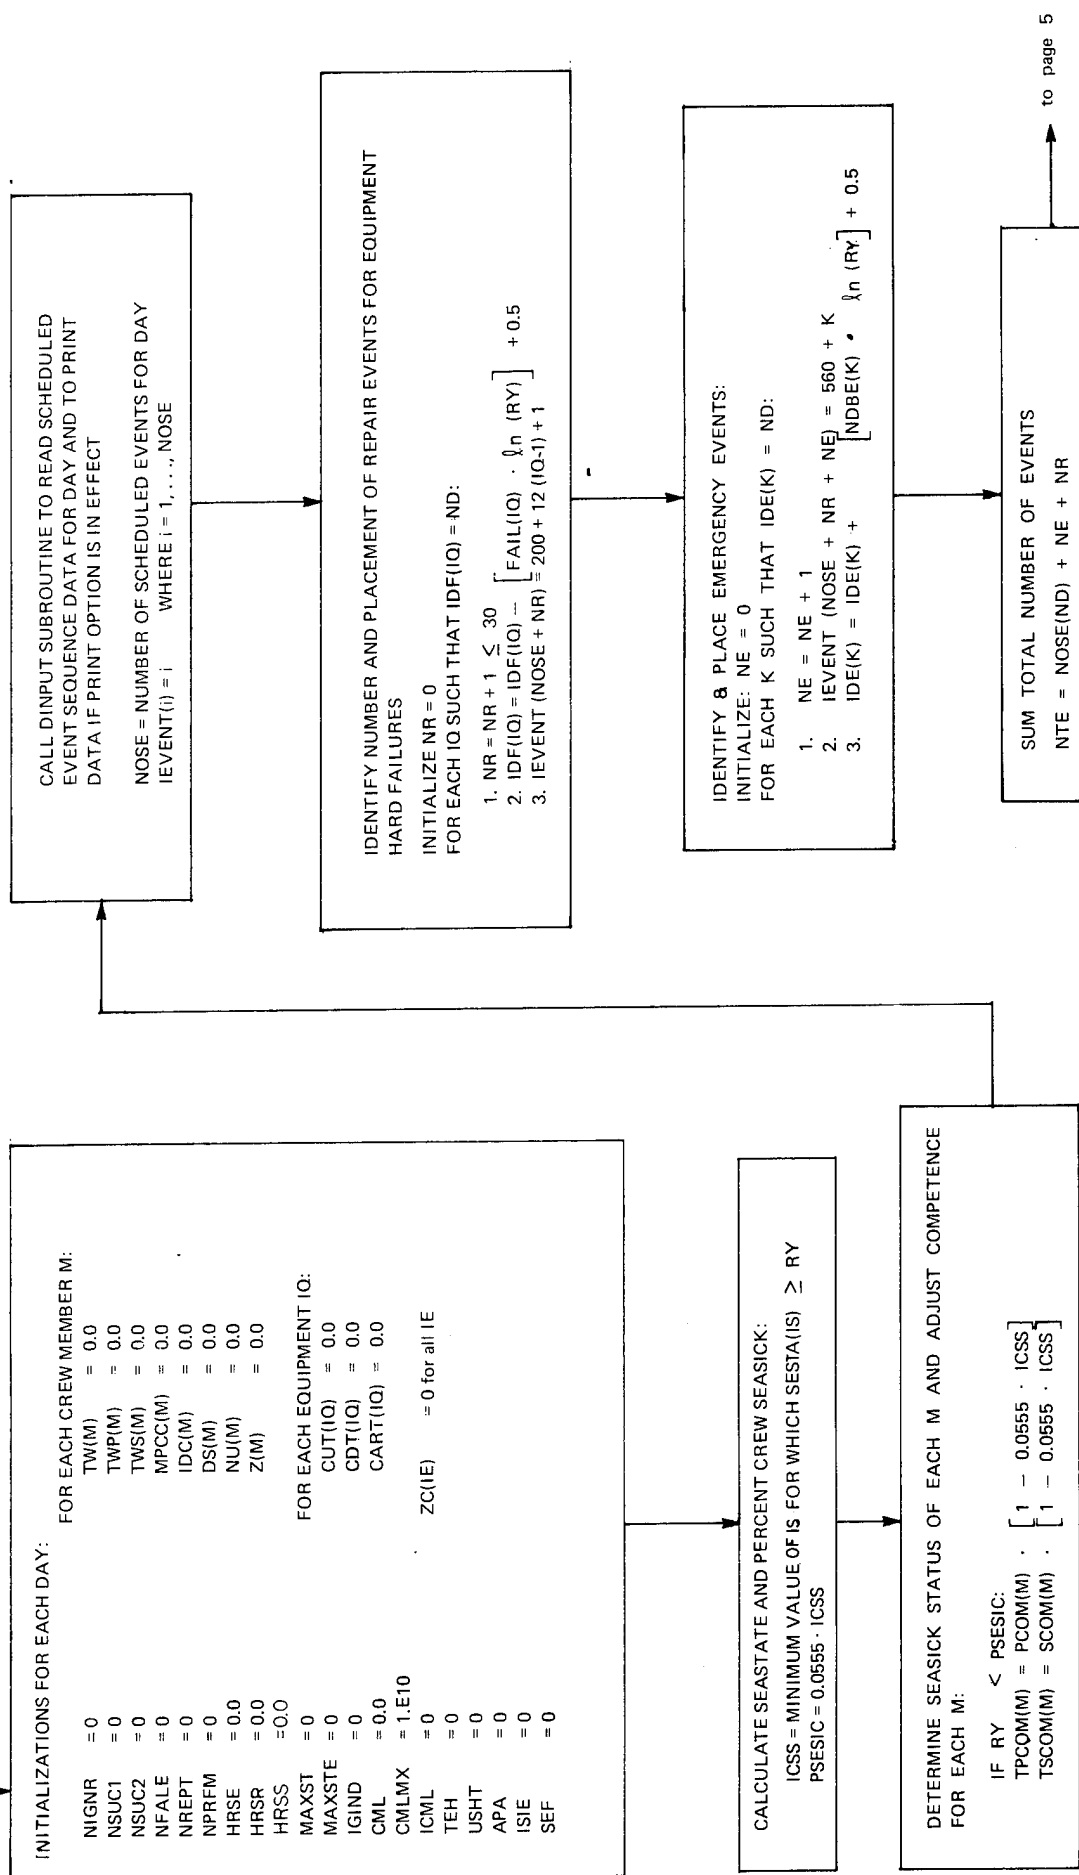 INITIALIZATIONS FOR EACH DAY:
NIGNR = 0
NSUC1 = 0
NSUC2 = 0
NFALE = 0
NREPT = 0
NPRFM = 0
HRSE = 0.0
HRSR = 0.0
HRSS =0.0
MAXST = 0
MAXSTE = 0
IGIND = 0
CML = 0.0
CMLMX = 1.E10
ICML = 0
TEH = 0
USHT = 0
APA = 0
ISIE = 0
SEF = 0
FOR EACH CREW MEMBER M:
TW(M) = 0.0
TWP(M) = 0.0
TWS(M) = 0.0
MPCC(M) = 0.0
IDC(M) = 0.0
DS(M) = 0.0
NU(M) = 0.0
Z(M) = 0.0
FOR EACH EQUIPMENT IQ:
CUT(IQ) = 0.0
CDT(IQ) = 0.0
CART(IQ) = 0.0
ZC(IE) = 0 for all IE
CALCULATE SEASTATE AND PERCENT CREW SEASICK:
ICSS = MINIMUM VALUE OF IS FOR WHICH SESTA(IS) ≥ RY
PSESIC = 0.0555 · ICSS
DETERMINE SEASICK STATUS OF EACH M AND ADJUST COMPETENCE
FOR EACH M:
IF RY < PSESIC:
TPCOM(M) = PCOM(M) · [1 – 0.0555 · ICSS]
TSCOM(M) = SCOM(M) · [1 – 0.0555 · ICSS]
CALL DINPUT SUBROUTINE TO READ SCHEDULED
EVENT SEQUENCE DATA FOR DAY AND TO PRINT
DATA IF PRINT OPTION IS IN EFFECT
NOSE = NUMBER OF SCHEDULED EVENTS FOR DAY
IEVENT(i) = i WHERE i = 1, . . ., NOSE
IDENTIFY NUMBER AND PLACEMENT OF REPAIR EVENTS FOR EQUIPMENT
HARD FAILURES
INITIALIZE NR = 0
FOR EACH IQ SUCH THAT IDF(IQ) = ND:
1. NR = NR + 1 ≤ 30
2. IDF(IQ) = IDF(IQ) – [FAIL(IQ) · ln (RY)] + 0.5
3. IEVENT (NOSE + NR) = 200 + 12 (IQ-1) + 1
IDENTIFY & PLACE EMERGENCY EVENTS:
INITIALIZE: NE = 0
FOR EACH K SUCH THAT IDE(K) = ND:
1. NE = NE + 1
2. IEVENT (NOSE + NR + NE) = 560 + K
3. IDE(K) = IDE(K) + [NDBE(K) • ln (RY] + 0.5
SUM TOTAL NUMBER OF EVENTS
NTE = NOSE(ND) + NE + NR
to page 5